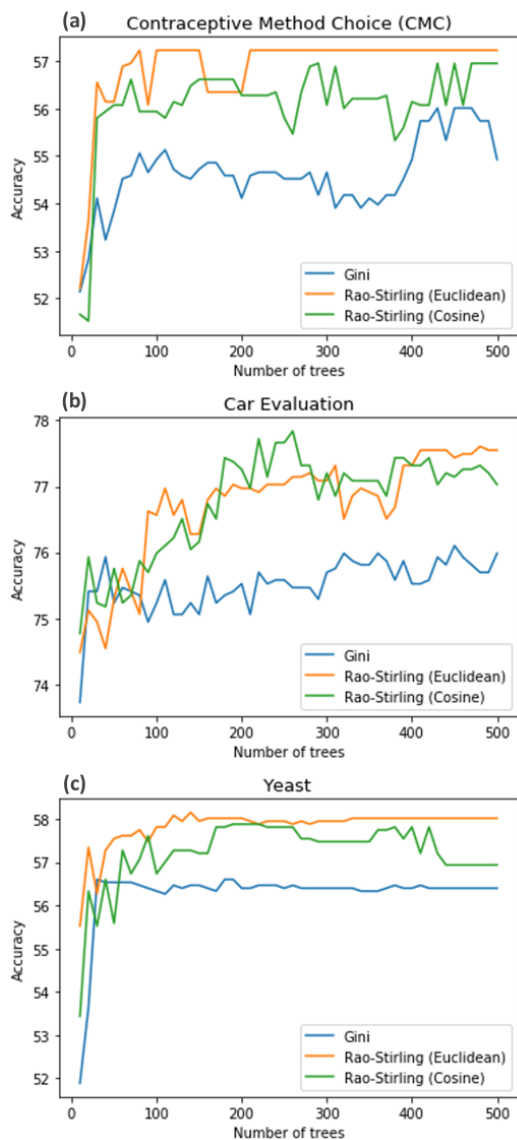 (a) Contraceptive Method Choice (CMC)
57
56
55
54
53
52
Accuracy
0 100 200 300 400 500
Number of trees
Gini
Rao-Stirling (Euclidean)
Rao-Stirling (Cosine)
(b) Car Evaluation
78
77
76
75
74
Accuracy
0 100 200 300 400 500
Number of trees
Gini
Rao-Stirling (Euclidean)
Rao-Stirling (Cosine)
(c) Yeast
58
57
56
55
54
53
52
Accuracy
0 100 200 300 400 500
Number of trees
Gini
Rao-Stirling (Euclidean)
Rao-Stirling (Cosine)